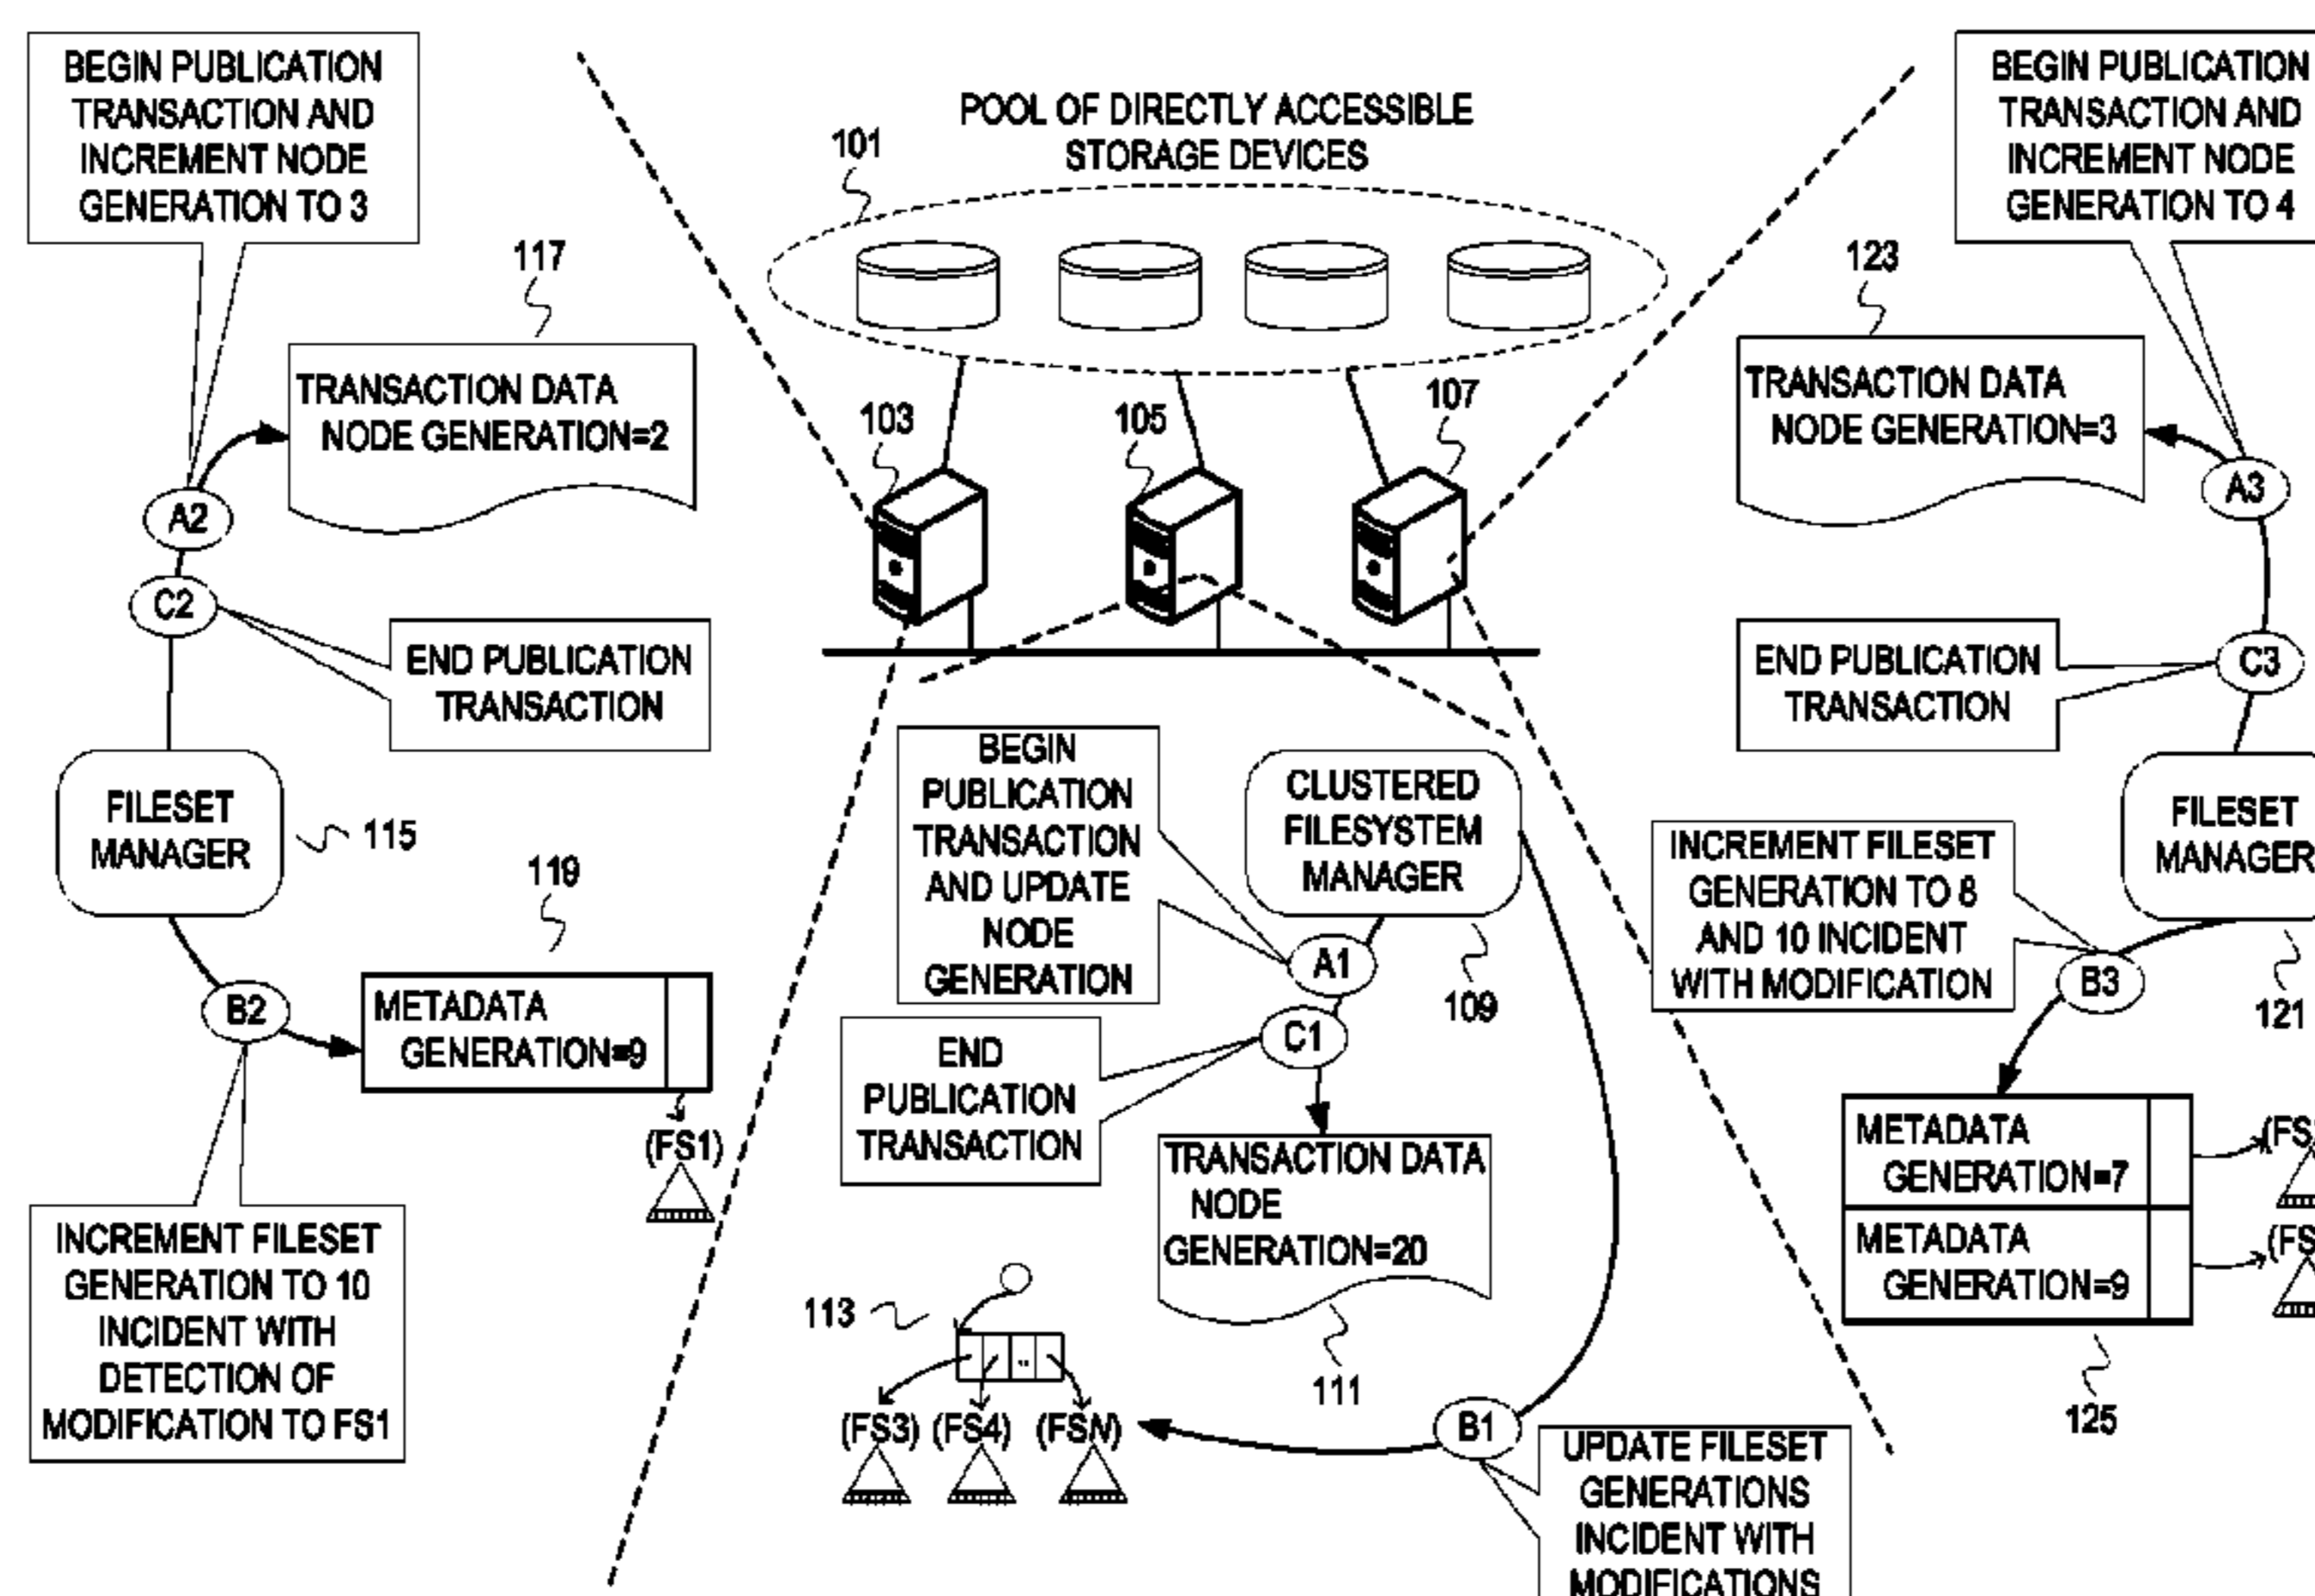 BEGIN PUBLICATION
TRANSACTION AND
INCREMENT NODE
GENERATION TO 3
117
TRANSACTION DATA
NODE GENERATION=2
A2
C2
END PUBLICATION
TRANSACTION
FILESET
MANAGER
115
119
B2
METADATA
GENERATION=9
(FS1)
INCREMENT FILESET
GENERATION TO 10
INCIDENT WITH
DETECTION OF
MODIFICATION TO FS1
POOL OF DIRECTLY ACCESSIBLE
STORAGE DEVICES
101
103
105
107
BEGIN
PUBLICATION
TRANSACTION
AND UPDATE
NODE
GENERATION
CLUSTERED
FILESYSTEM
MANAGER
A1
109
C1
END
PUBLICATION
TRANSACTION
TRANSACTION DATA
NODE
GENERATION=20
111
113
..
(FS3) (FS4) (FSN)
B1
UPDATE FILESET
GENERATIONS
INCIDENT WITH
MODIFICATIONS
BEGIN PUBLICATION
TRANSACTION AND
INCREMENT NODE
GENERATION TO 4
123
TRANSACTION DATA
NODE GENERATION=3
A3
C3
END PUBLICATION
TRANSACTION
FILESET
MANAGER
INCREMENT FILESET
GENERATION TO 8
AND 10 INCIDENT
WITH MODIFICATION
B3
121
METADATA
GENERATION=7
METADATA
GENERATION=9
125